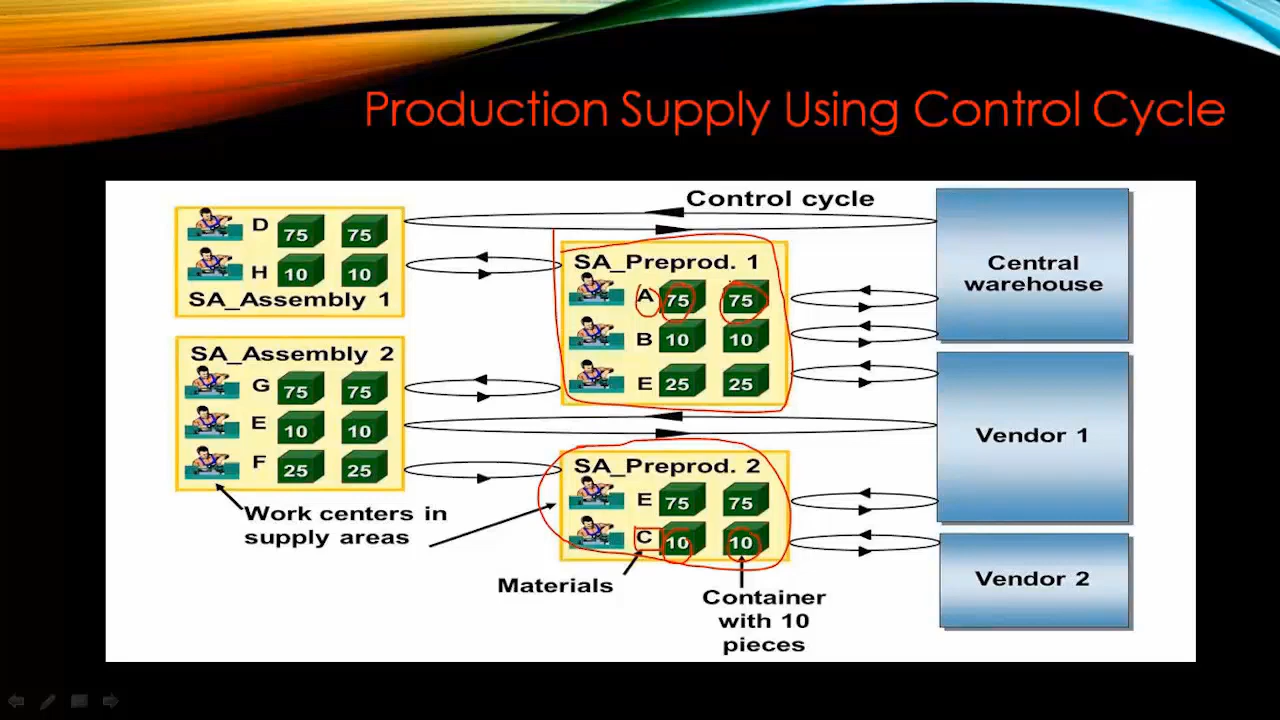 Production Supply Using Control Cycle
Control cycle
D 75 75
H 10 10
SA_Assembly 1
SA_Assembly 2
G 75 75
E 10 10
F 25 25
Work centers in
supply areas
SA_Preprod. 1
A 75 75
B 10 10
E 25 25
SA_Preprod. 2
E 75 75
C 10 10
Materials
Container
with 10
pieces
Central
warehouse
Vendor 1
Vendor 2